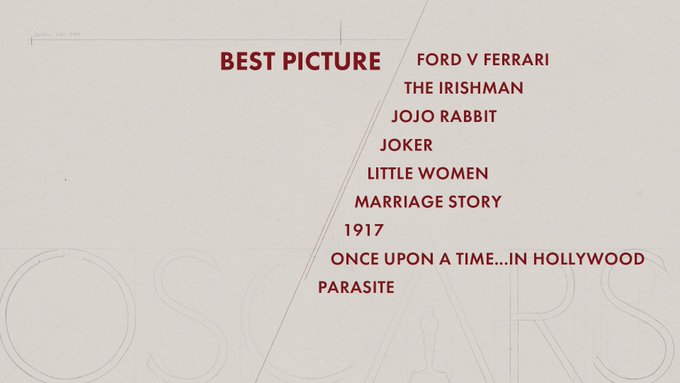 BEST PICTURE
FORD V FERRARI
THE IRISHMAN
JOJO RABBIT
JOKER
LITTLE WOMEN
MARRIAGE STORY
1917
ONCE UPON A TIME...IN HOLLYWOOD
PARASITE
OSCARS